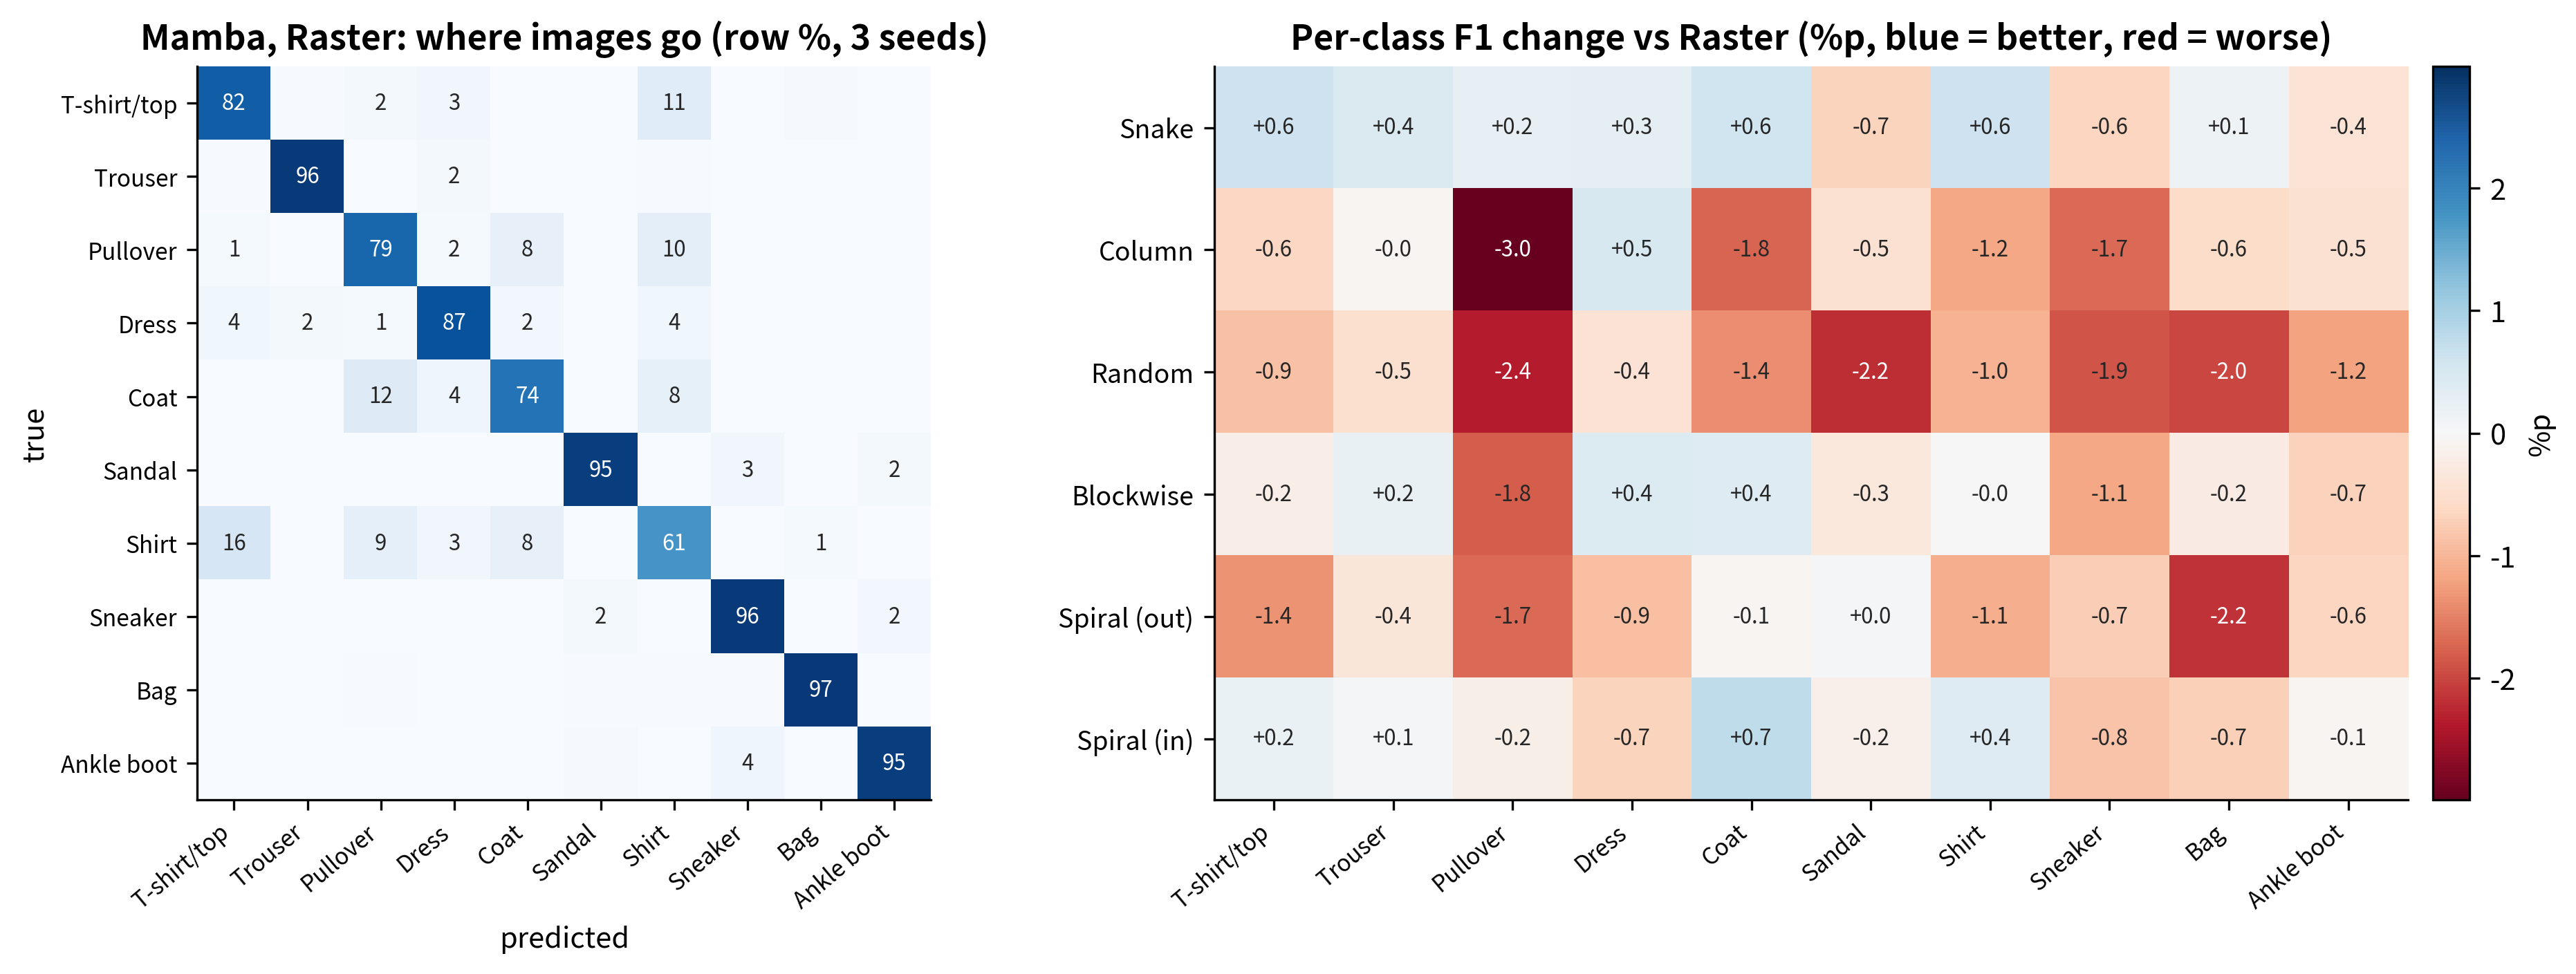 Mamba, Raster: where images go (row %, 3 seeds)
true
T-shirt/top 82 2 3 11
Trouser 96 2
Pullover 1 79 2 8 10
Dress 4 2 1 87 2 4
Coat 12 4 74 8
Sandal 95 3 2
Shirt 16 9 3 8 61 1
Sneaker 2 96 2
Bag 97
Ankle boot 4 95
T-shirt/top Trouser Pullover Dress Coat Sandal Shirt Sneaker Bag Ankle boot
predicted
Per-class F1 change vs Raster (%p, blue = better, red = worse)
Snake +0.6 +0.4 +0.2 +0.3 +0.6 -0.7 +0.6 -0.6 +0.1 -0.4
Column -0.6 -0.0 -3.0 +0.5 -1.8 -0.5 -1.2 -1.7 -0.6 -0.5
Random -0.9 -0.5 -2.4 -0.4 -1.4 -2.2 -1.0 -1.9 -2.0 -1.2
Blockwise -0.2 +0.2 -1.8 +0.4 +0.4 -0.3 -0.0 -1.1 -0.2 -0.7
Spiral (out) -1.4 -0.4 -1.7 -0.9 -0.1 +0.0 -1.1 -0.7 -2.2 -0.6
Spiral (in) +0.2 +0.1 -0.2 -0.7 +0.7 -0.2 +0.4 -0.8 -0.7 -0.1
T-shirt/top Trouser Pullover Dress Coat Sandal Shirt Sneaker Bag Ankle boot
2
1
0
-1
-2
%p